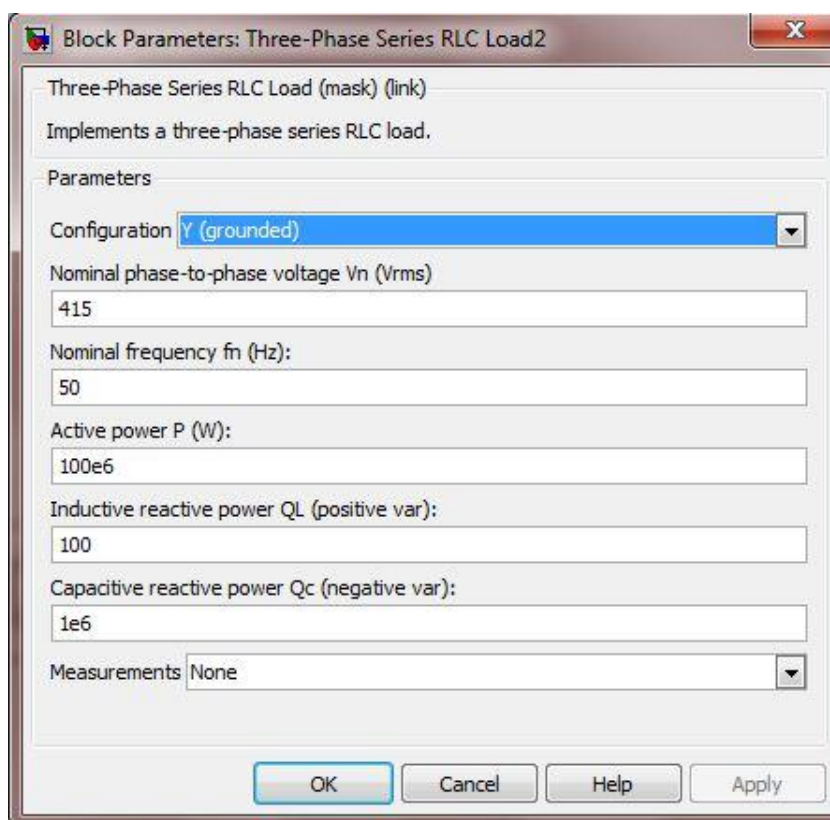 Block Parameters: Three-Phase Series RLC Load2
X
Three-Phase Series RLC Load (mask) (link)
Implements a three-phase series RLC load.
Parameters
Configuration Y (grounded)
Nominal phase-to-phase voltage Vn (Vrms)
415
Nominal frequency fn (Hz):
50
Active power P (W):
100e6
Inductive reactive power QL (positive var):
100
Capacitive reactive power Qc (negative var):
1e6
Measurements None
OK Cancel Help Apply